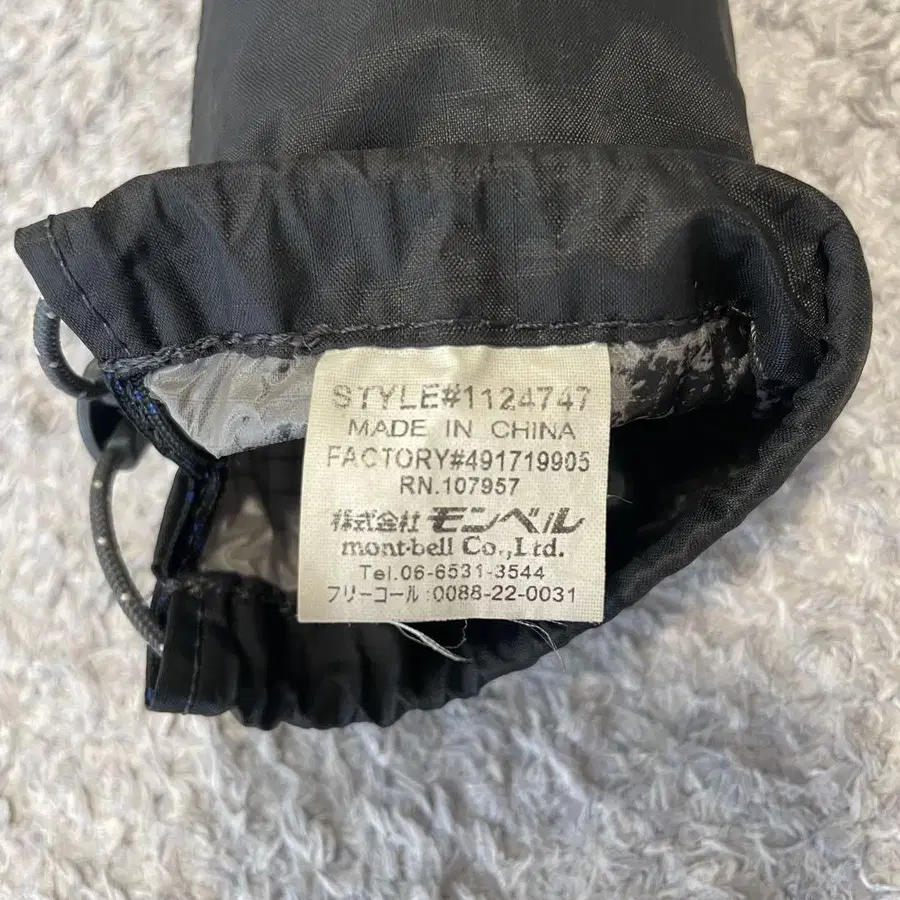 STYLE#1124747
MADE IN CHINA
FACTORY#491719905
RN.107957
株式会社 モンベル
mont-bell Co.,Ltd.
Tel.06-6531-3544
フリーコール:0088-22-0031